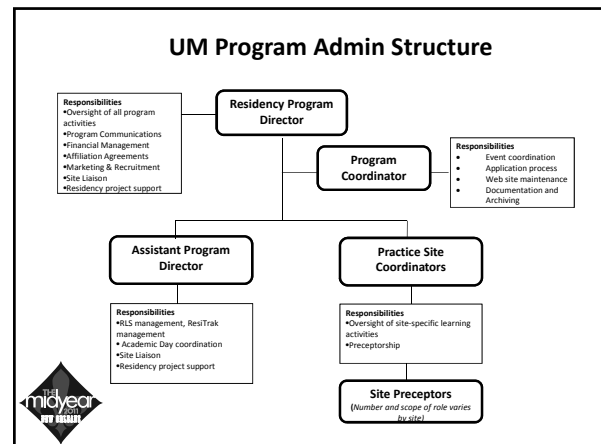 UM Program Admin Structure
Responsibilities
•Oversight of all program
activities
•Program Communications
•Financial Management
•Affiliation Agreements
•Marketing & Recruitment
•Site Liaison
•Residency project support
Residency Program
Director
Program
Coordinator
Responsibilities
• Event coordination
• Application process
• Web site maintenance
• Documentation and
Archiving
Assistant Program
Director
Practice Site
Coordinators
Responsibilities
•RLS management, ResiTrak
management
• Academic Day coordination
•Site Liaison
•Residency project support
Responsibilities
•Oversight of site-specific learning
activities
•Preceptorship
Site Preceptors
(Number and scope of role varies
by site)
THE
midyear
2011